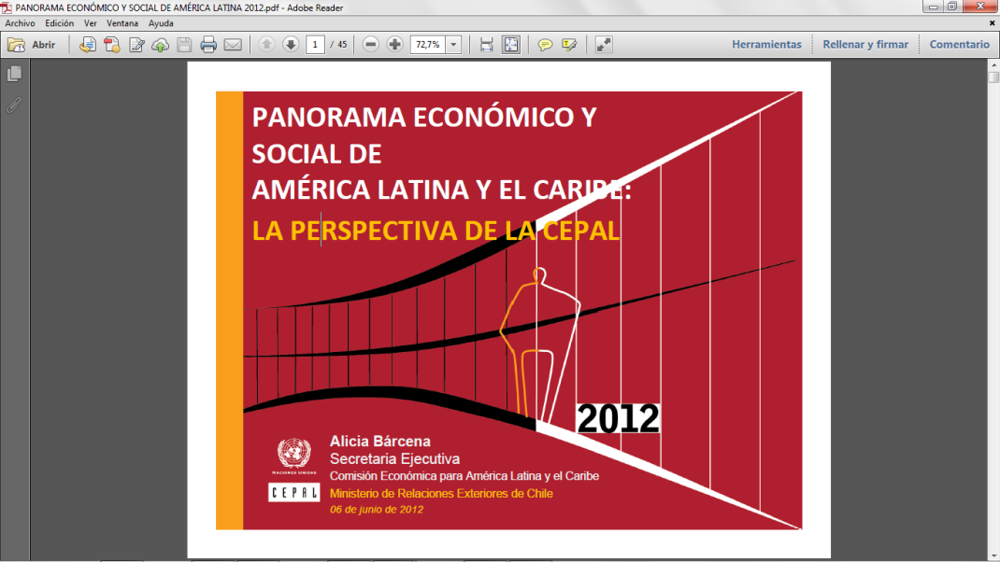 PANORAMA ECONÓMICO Y SOCIAL DE AMÉRICA LATINA 2012.pdf - Adobe Reader
Archivo Edición Ver Ventana Ayuda
Abrir 1 / 45 72,7% Herramientas Rellenar y firmar Comentario
PANORAMA ECONÓMICO Y
SOCIAL DE
AMÉRICA LATINA Y EL CARIBE:
LA PERSPECTIVA DE LA CEPAL
2012
Alicia Bárcena
Secretaria Ejecutiva
Comisión Económica para América Latina y el Caribe
Ministerio de Relaciones Exteriores de Chile
06 de junio de 2012
NACIONES UNIDAS
CEPAL